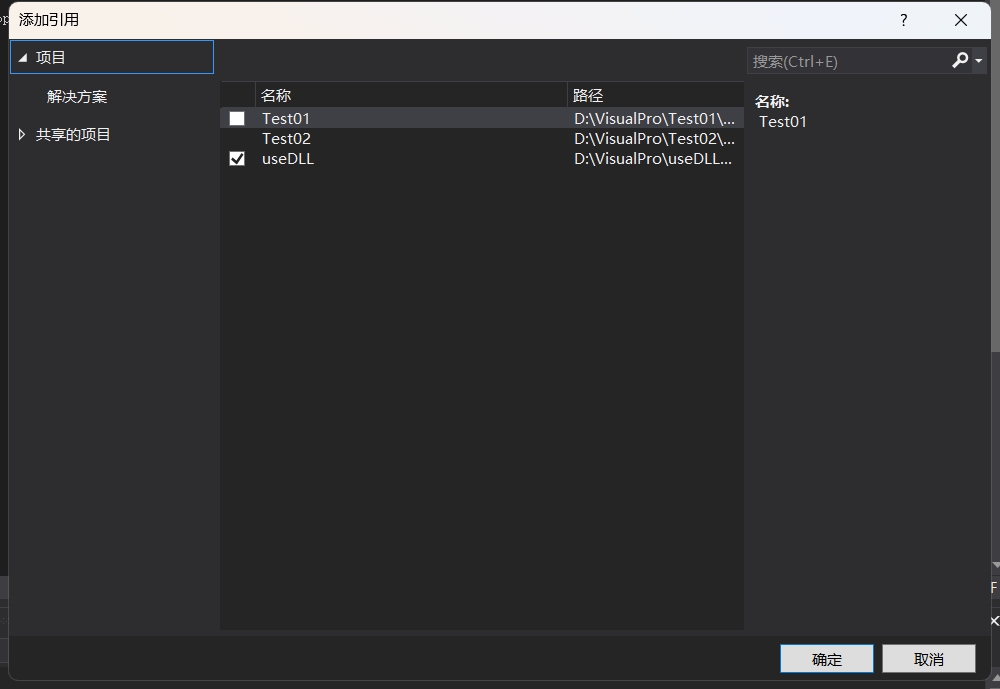 添加引用
?
项目
搜索(Ctrl+E)
解决方案
共享的项目
名称 路径
Test01 D:\VisualPro\Test01\...
Test02 D:\VisualPro\Test02\...
useDLL D:\VisualPro\useDLL...
名称:
Test01
确定 取消